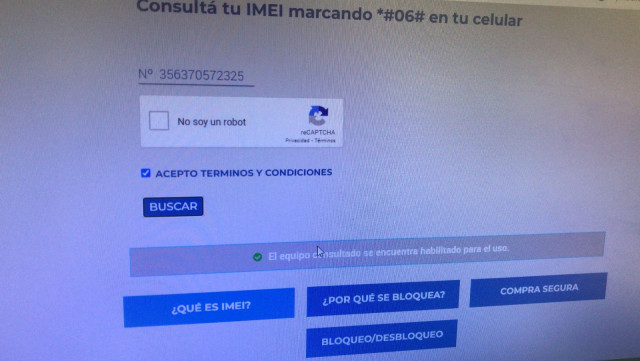 Consultá tu IMEI marcando *#06# en tu celular
Nº 356370572325
No soy un robot
reCAPTCHA
Privacidad - Términos
ACEPTO TERMINOS Y CONDICIONES
BUSCAR
El equipo consultado se encuentra habilitado para el uso.
¿QUÉ ES IMEI?
¿POR QUÉ SE BLOQUEA?
COMPRA SEGURA
BLOQUEO/DESBLOQUEO